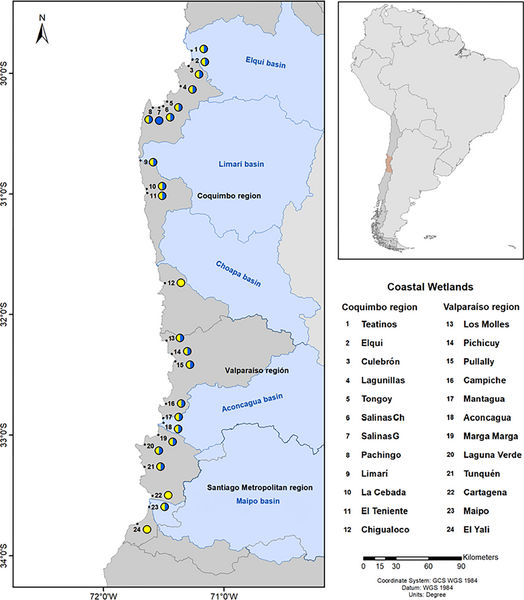 N
30°0'S
31°0'S
32°0'S
33°0'S
34°0'S
72°0'W
71°0'W
1
2
3
4
5
6
7
8
9
10
11
12
13
14
15
16
17
18
19
20
21
22
23
24
Elqui basin
Limarí basin
Coquimbo region
Choapa basin
Valparaíso región
Aconcagua basin
Santiago Metropolitan region
Maipo basin
Coastal Wetlands
Coquimbo region Valparaíso region
1 Teatinos 13 Los Molles
2 Elqui 14 Pichicuy
3 Culebrón 15 Pullally
4 Lagunillas 16 Campiche
5 Tongoy 17 Mantagua
6 SalinasCh 18 Aconcagua
7 SalinasG 19 Marga Marga
8 Pachingo 20 Laguna Verde
9 Limarí 21 Tunquén
10 La Cebada 22 Cartagena
11 El Teniente 23 Maipo
12 Chigualoco 24 El Yali
Kilometers
0 15 30 60 90
Coordinate System: GCS WGS 1984
Datum: WGS 1984
Units: Degree